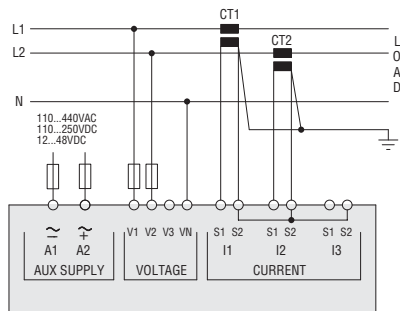 CT1
L1
CT2
L2
LOAD
N
110...440VAC
110...250VDC
12...48VDC
V1 V2 V3 VN
S1 S2 S1 S2 S1 S2
~ ~
− +
A1 A2
I1 I2 I3
AUX SUPPLY VOLTAGE CURRENT